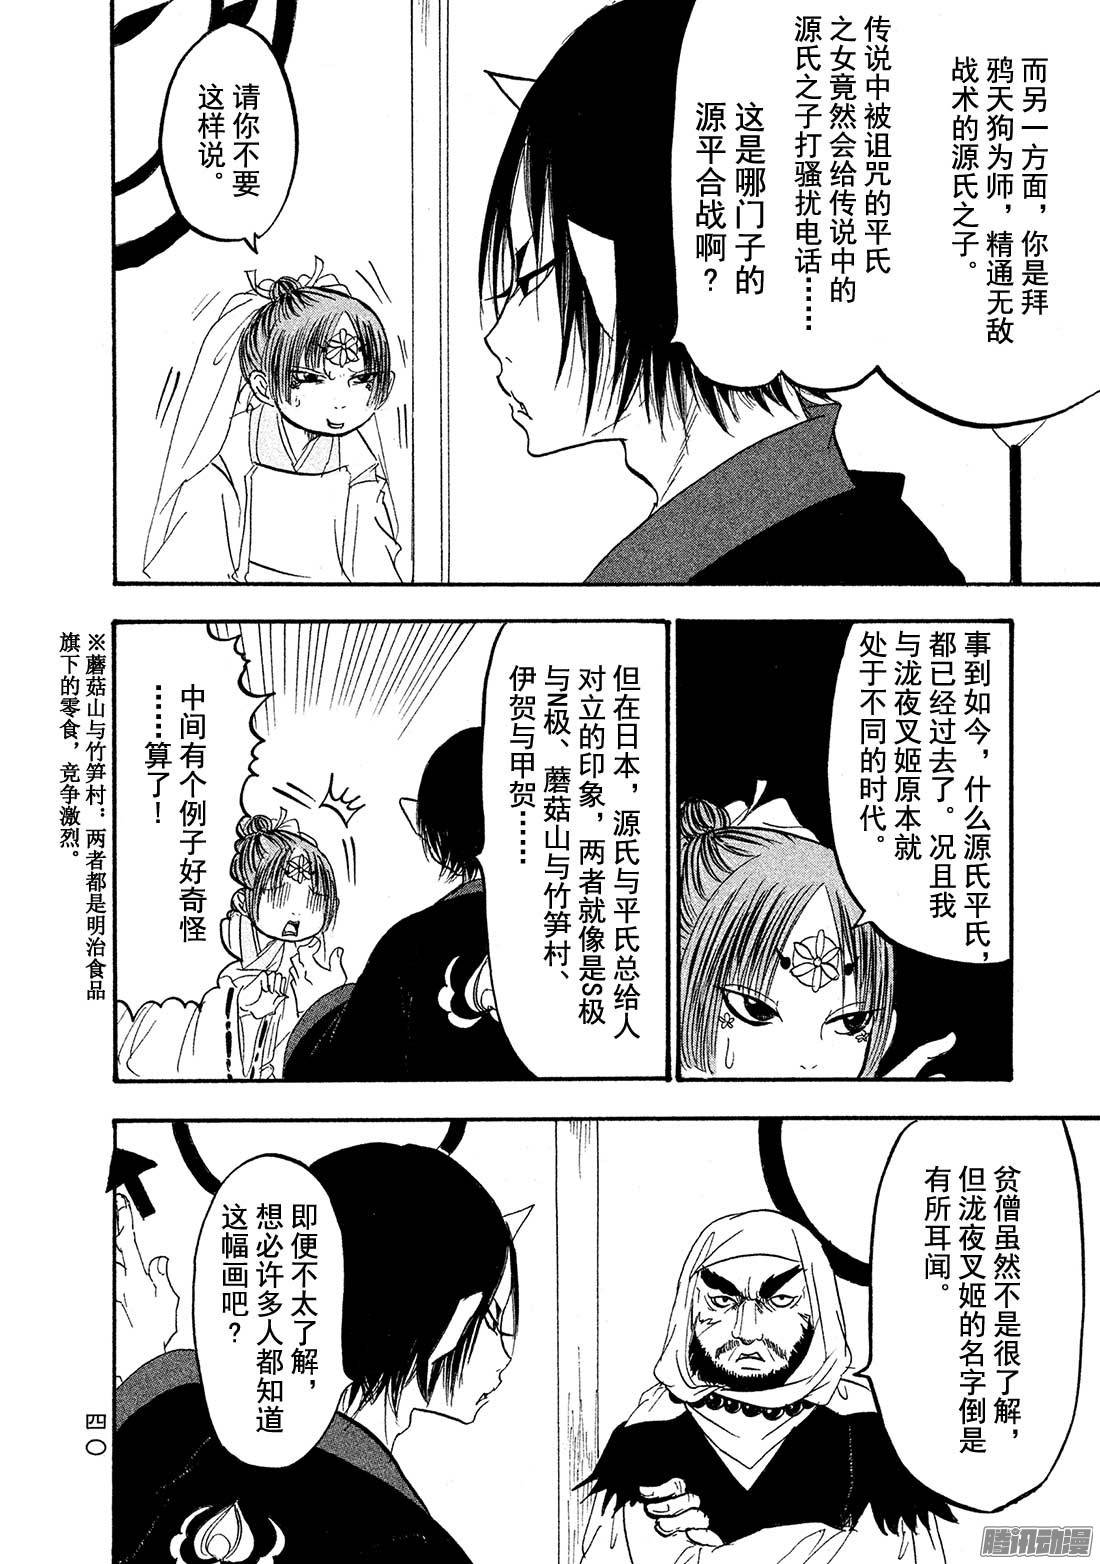 而另一方面，你是拜
鸦天狗为师，精通无敌
战术的源氏之子。
传说中被诅咒的平氏
之女竟然会给传说中的
源氏之子打骚扰电话……
这是哪门子的
源平合战啊？
请你不要
这样说。
事到如今，什么源氏平氏，
都已经过去了。况且我
与泷夜叉姬原本就
处于不同的时代。
但在日本，源氏与平氏总给人
对立的印象，两者就像是S极
与N极、蘑菇山与竹笋村、
伊贺与甲贺……
中间有个例子好奇怪
……算了！
※蘑菇山与竹笋村：两者都是明治食品
旗下的零食，竞争激烈。
贫僧虽然不是很了解，
但泷夜叉姬的名字倒是
有所耳闻。
即便不太了解，
想必许多人都知道
这幅画吧？
四〇
腾讯动漫